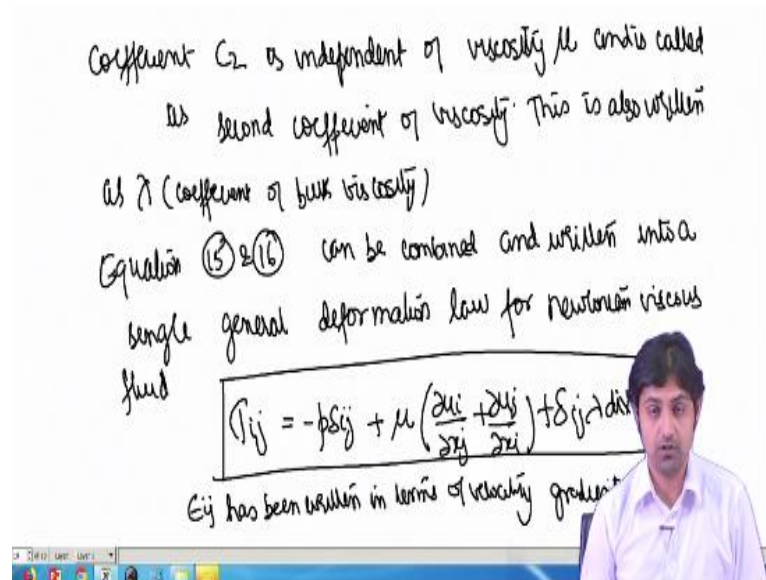 Coefficient C2 is independent of viscosity μ and is called
as second coefficient of viscosity. This is also written
as λ (coefficient of bulk viscosity)
Equation (15) & (16) can be combined and written into a
single general deformation law for newtonian viscous
fluid
σij = -pδij + μ (∂ui/∂xj + ∂uj/∂xi) + δij λ div
ϵij has been written in terms of velocity gradient